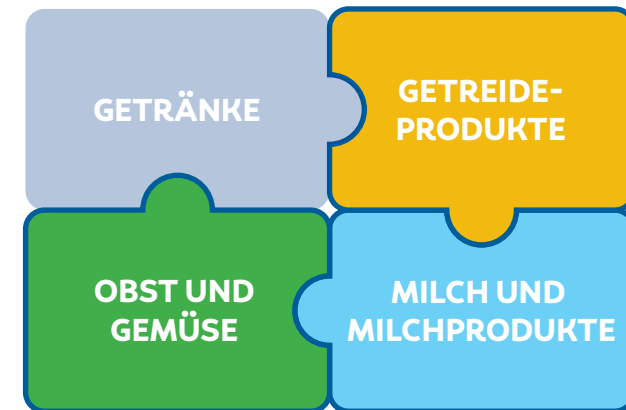 GETRÄNKE
GETREIDE-
PRODUKTE
OBST UND
GEMÜSE
MILCH UND
MILCHPRODUKTE